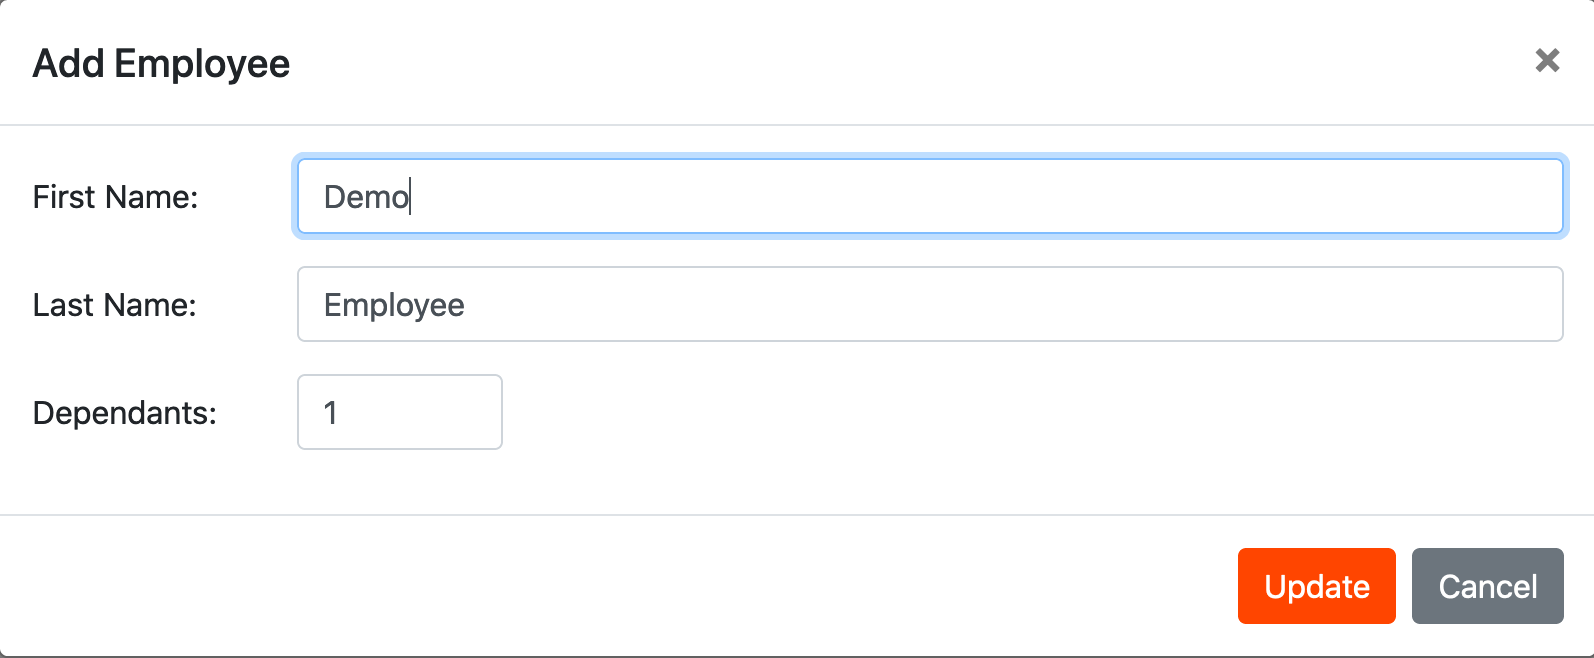 Add Employee ×
First Name: Demo
Last Name: Employee
Dependants: 1
Update Cancel